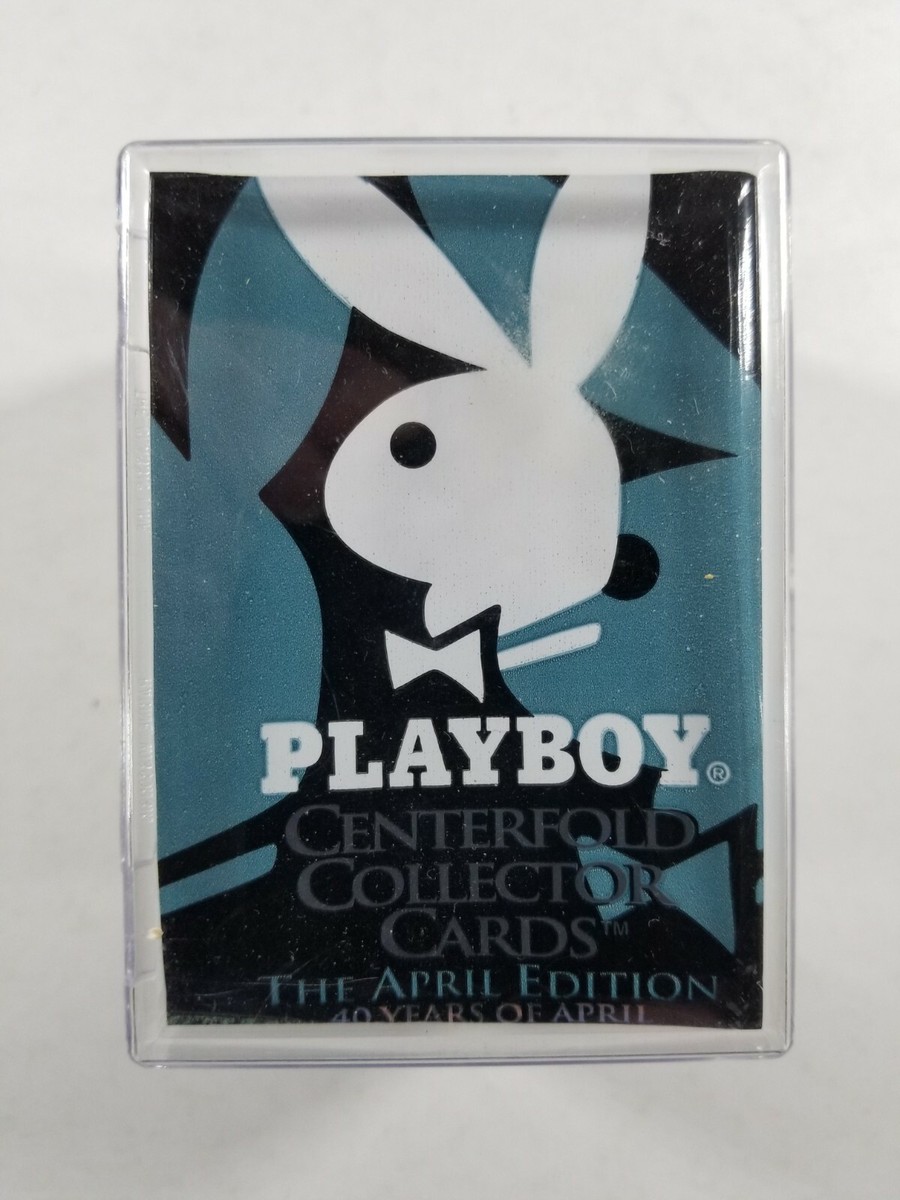 PLAYBOY®
CENTERFOLD
COLLECTOR
CARDS™
THE APRIL EDITION
40 YEARS OF APRIL